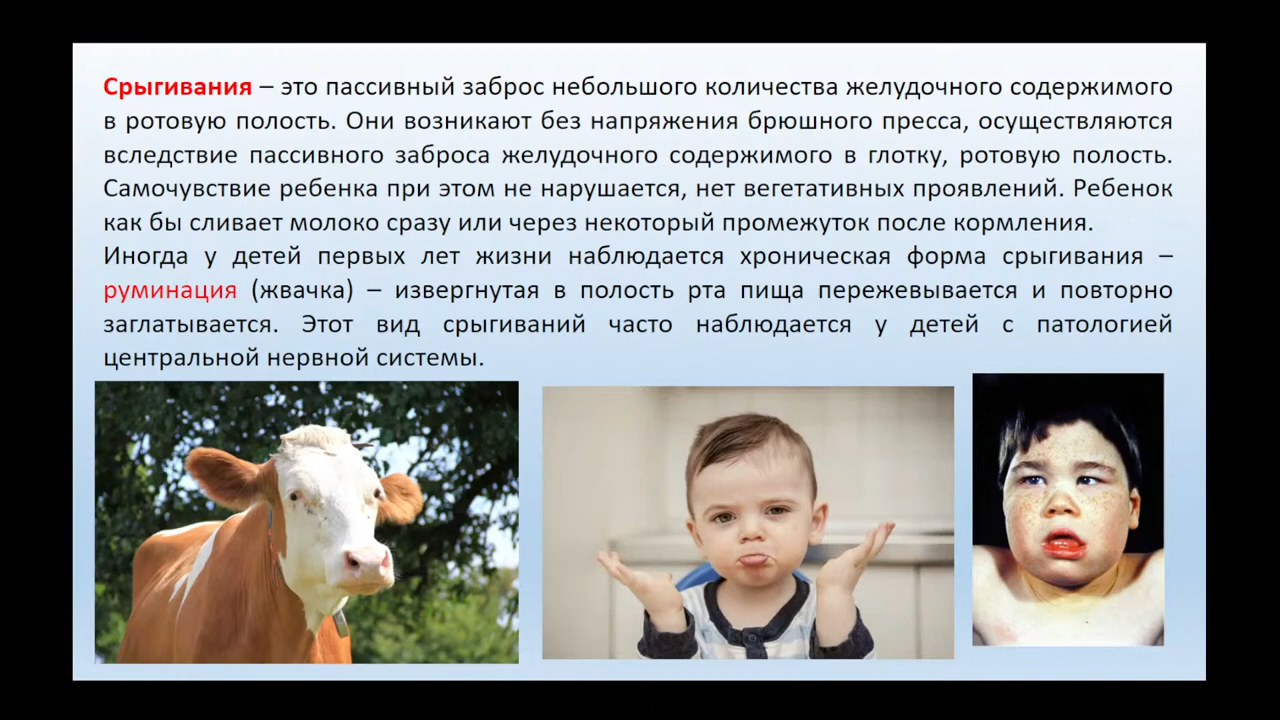 Срыгивания – это пассивный заброс небольшого количества желудочного содержимого
в ротовую полость. Они возникают без напряжения брюшного пресса, осуществляются
вследствие пассивного заброса желудочного содержимого в глотку, ротовую полость.
Самочувствие ребенка при этом не нарушается, нет вегетативных проявлений. Ребенок
как бы сливает молоко сразу или через некоторый промежуток после кормления.
Иногда у детей первых лет жизни наблюдается хроническая форма срыгивания –
руминация (жвачка) – извергнутая в полость рта пища пережевывается и повторно
заглатывается. Этот вид срыгиваний часто наблюдается у детей с патологией
центральной нервной системы.